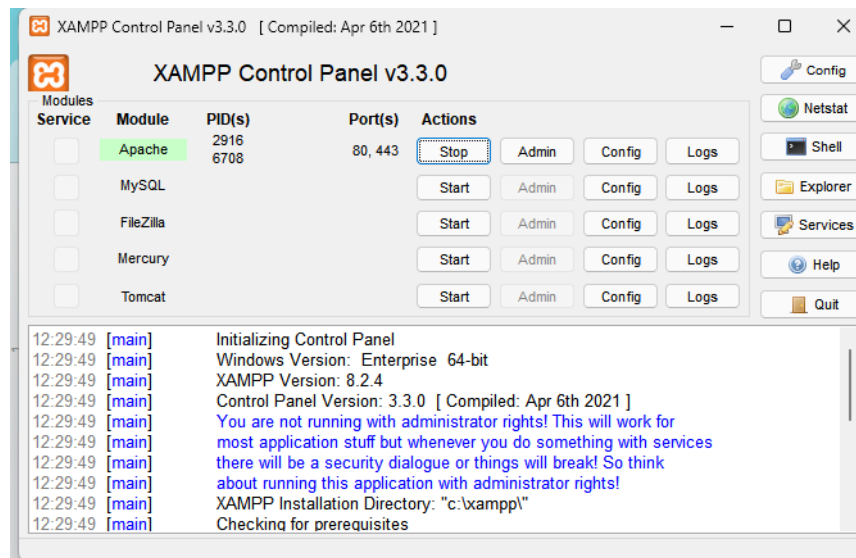 XAMPP Control Panel v3.3.0 [ Compiled: Apr 6th 2021 ]
XAMPP Control Panel v3.3.0
Config
Modules
Service Module PID(s) Port(s) Actions
Netstat
Apache 2916 6708 80, 443 Stop Admin Config Logs
Shell
MySQL Start Admin Config Logs
Explorer
FileZilla Start Admin Config Logs
Services
Mercury Start Admin Config Logs
Help
Tomcat Start Admin Config Logs
Quit
12:29:49 [main] Initializing Control Panel
12:29:49 [main] Windows Version: Enterprise 64-bit
12:29:49 [main] XAMPP Version: 8.2.4
12:29:49 [main] Control Panel Version: 3.3.0 [ Compiled: Apr 6th 2021 ]
12:29:49 [main] You are not running with administrator rights! This will work for
12:29:49 [main] most application stuff but whenever you do something with services
12:29:49 [main] there will be a security dialogue or things will break! So think
12:29:49 [main] about running this application with administrator rights!
12:29:49 [main] XAMPP Installation Directory: "c:\xampp\"
12:29:49 [main] Checking for prerequisites